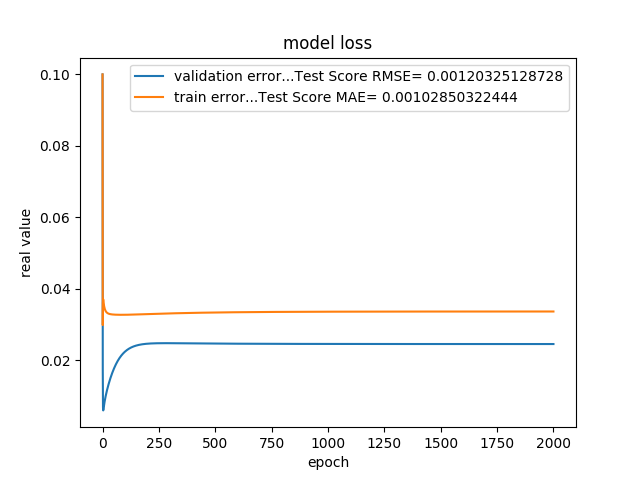 model loss
validation error...Test Score RMSE= 0.00120325128728
train error...Test Score MAE= 0.00102850322444
0.10
0.08
0.06
0.04
0.02
real value
0 250 500 750 1000 1250 1500 1750 2000
epoch